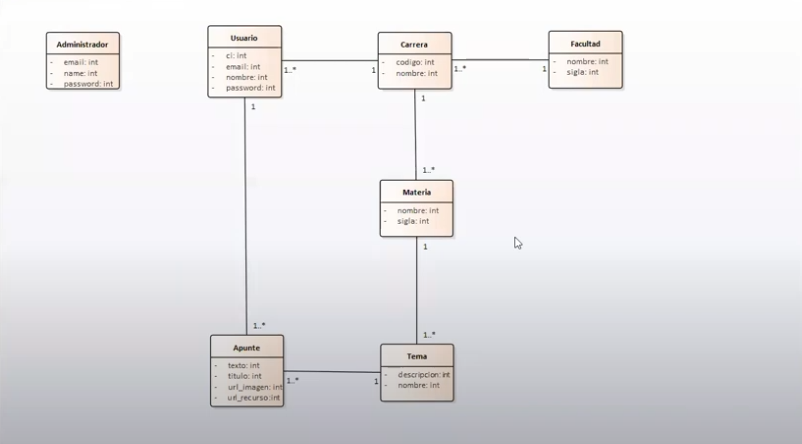 Administrador
- email: int
- name: int
- password: int
Usuario
- ci: int
- email: int
- nombre: int
- password: int
1..*
1
Carrera
- codigo: int
- nombre: int
1..*
1
Facultad
- nombre: int
- sigla: int
1
1
1..*
Materia
- nombre: int
- sigla: int
1
1..*
1..*
Apunte
- texto: int
- titulo: int
- url_imagen: int
- url_recurso:int
1..*
1
Tema
- descripcion: int
- nombre: int